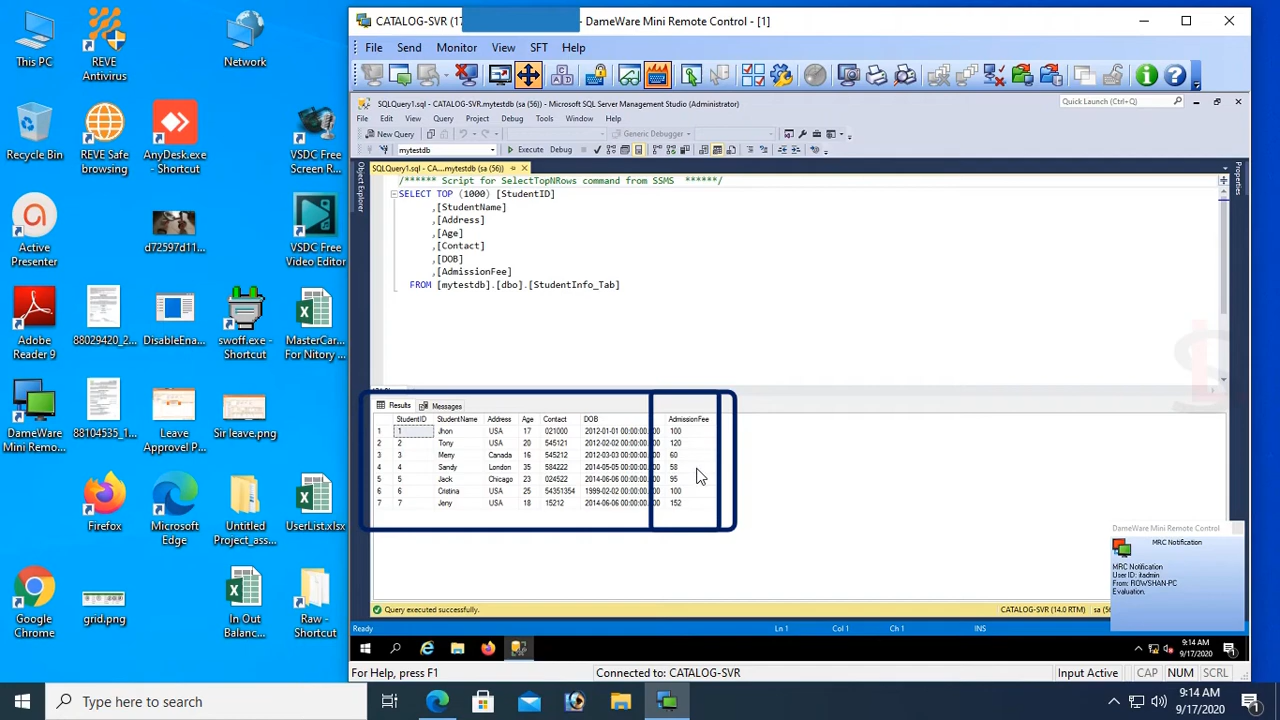 This PC
REVE Antivirus
Network
Recycle Bin
REVE Safe browsing
AnyDesk.exe - Shortcut
VSDC Free Screen R...
Active Presenter
d72597d11...
VSDC Free Video Editor
Adobe Reader 9
88029420_2...
DisableEna...
swoff.exe - Shortcut
MasterCar... For Nitory ...
DameWare Mini Remo...
88104535_1...
Leave Approval ...
Sir leave.png
Firefox
Microsoft Edge
Untitled Project_ass...
UserList.xlsx
Google Chrome
grid.png
In Out Balanc...
Raw - Shortcut
CATALOG-SVR (17 - DameWare Mini Remote Control - [1]
File Send Monitor View SFT Help
SQLQuery1.sql - CATALOG-SVR.mytestdb (sa (56)) - Microsoft SQL Server Management Studio (Administrator)
Quick Launch (Ctrl+Q)
File Edit View Query Project Debug Tools Window Help
New Query
Generic Debugger
mytestdb Execute Debug
SQLQuery1.sql - CA....mytestdb (sa (56))
Object Explorer
Properties
/****** Script for SelectTopNRows command from SSMS ******/
SELECT TOP (1000) [StudentID]
,[StudentName]
,[Address]
,[Age]
,[Contact]
,[DOB]
,[AdmissionFee]
FROM [mytestdb].[dbo].[StudentInfo_Tab]
Results Messages
StudentID StudentName Address Age Contact DOB AdmissionFee
1 1 Jhon USA 17 021000 2012-01-01 00:00:00.000 100
2 2 Tony USA 20 545121 2012-02-02 00:00:00.000 120
3 3 Meny Canada 16 545212 2012-03-03 00:00:00.000 60
4 4 Sandy London 35 584222 2014-05-05 00:00:00.000 58
5 5 Jack Chicago 23 024522 2014-06-06 00:00:00.000 95
6 6 Cristina USA 25 54351354 1999-02-02 00:00:00.000 100
7 7 Jeny USA 18 15212 2014-06-06 00:00:00.000 152
DameWare Mini Remote Control
MRC Notification
MRC Notification
User ID: itadmin
From: ROWSHAN-PC
Evaluation.
Query executed successfully. CATALOG-SVR (14.0 RTM) sa (56
Ready Ln 1 Col 1 Ch 1 INS
9:14 AM
9/17/2020
For Help, press F1 Connected to: CATALOG-SVR Input Active CAP NUM SCRL
Type here to search
9:14 AM
9/17/2020